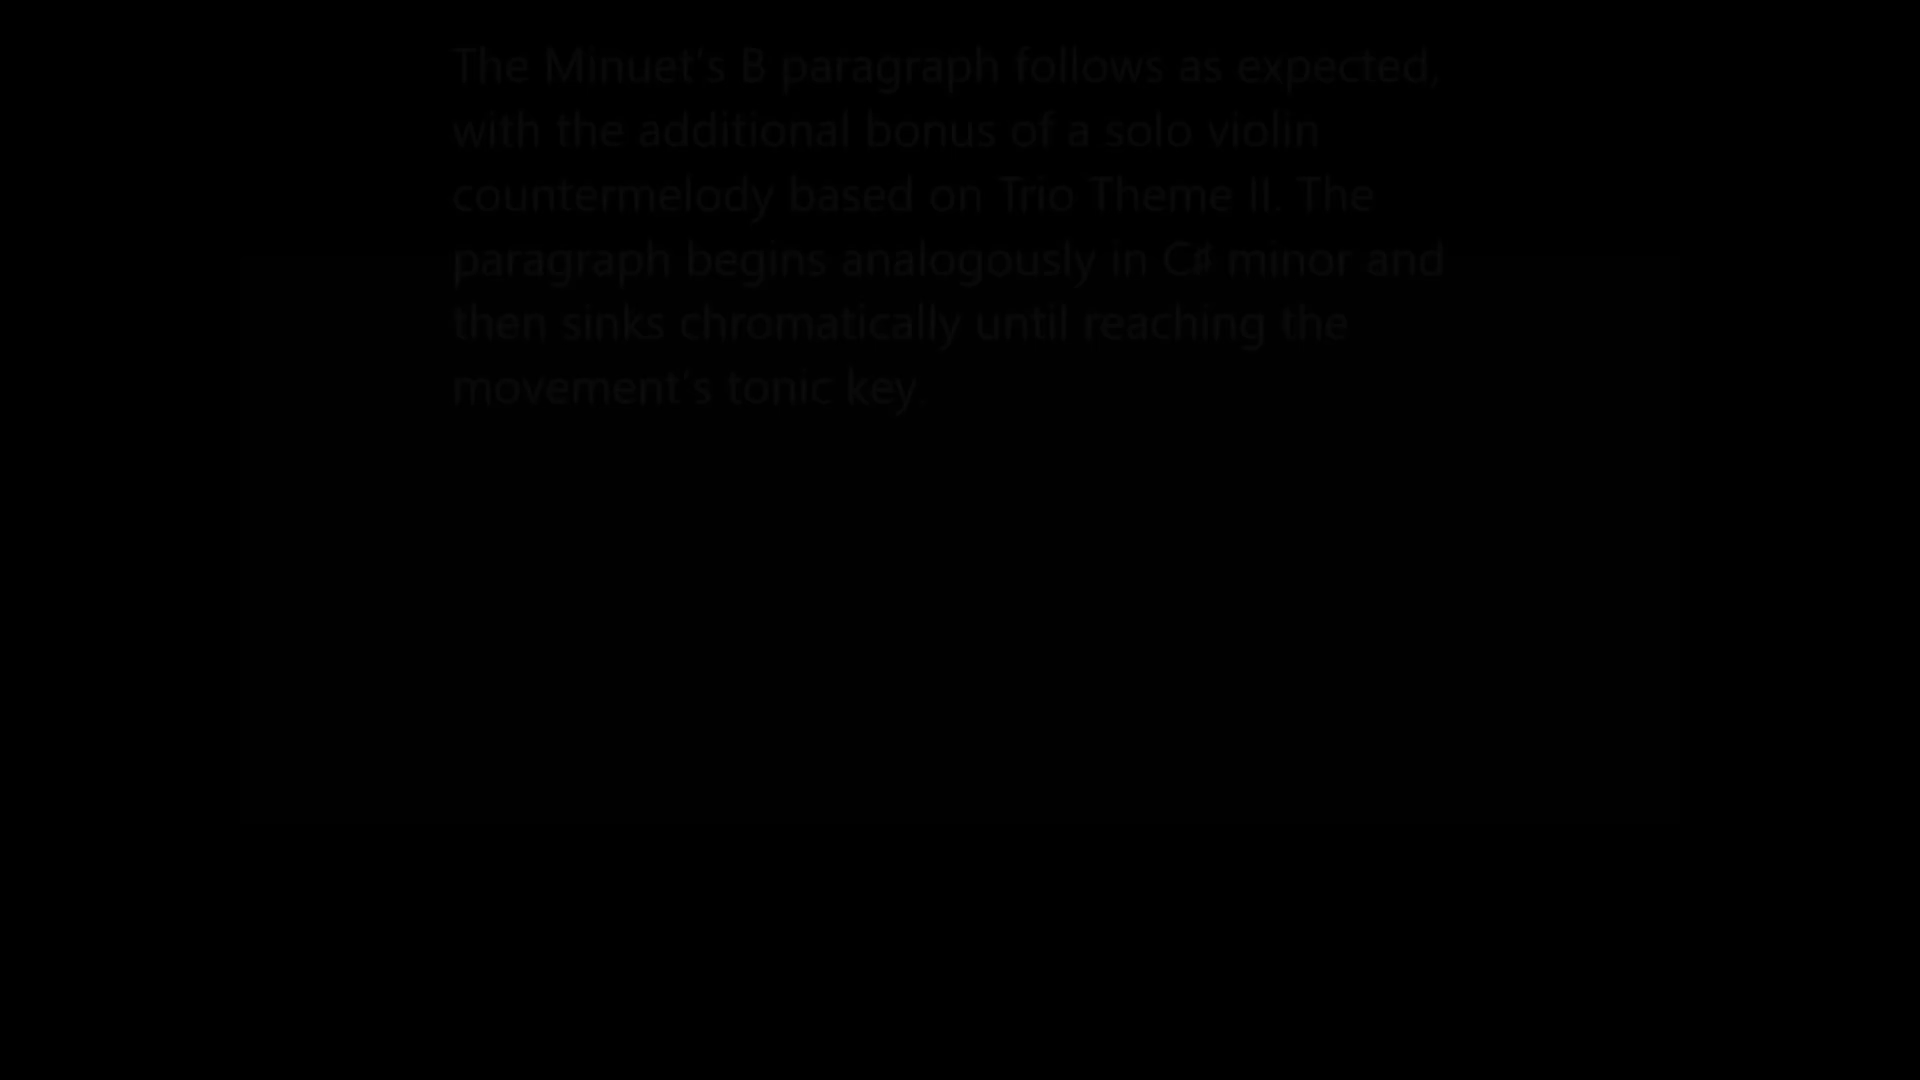 The Minuet's B paragraph follows as expected,
with the additional bonus of a solo violin
countermelody based on Trio Theme II. The
paragraph begins analogously in C♯ minor and
then sinks chromatically until reaching the
movement's tonic key.